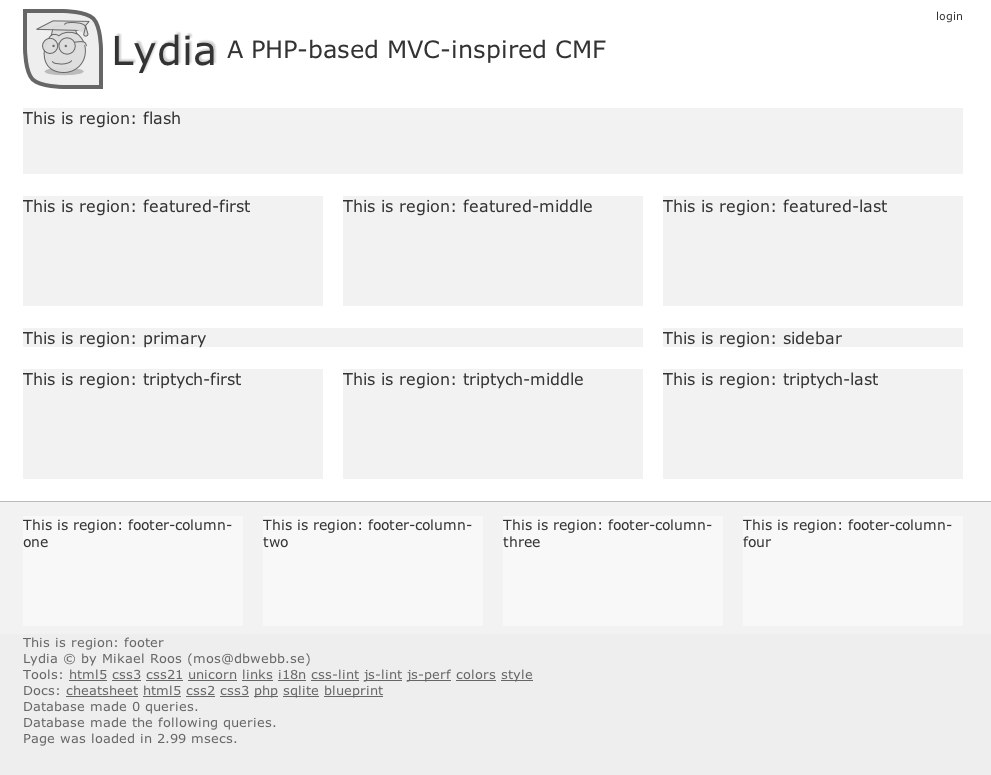 login
Lydia A PHP-based MVC-inspired CMF
This is region: flash
This is region: featured-first
This is region: featured-middle
This is region: featured-last
This is region: primary
This is region: sidebar
This is region: triptych-first
This is region: triptych-middle
This is region: triptych-last
This is region: footer-column-
one
This is region: footer-column-
two
This is region: footer-column-
three
This is region: footer-column-
four
This is region: footer
Lydia © by Mikael Roos (mos@dbwebb.se)
Tools: html5 css3 css21 unicorn links i18n css-lint js-lint js-perf colors style
Docs: cheatsheet html5 css2 css3 php sqlite blueprint
Database made 0 queries.
Database made the following queries.
Page was loaded in 2.99 msecs.